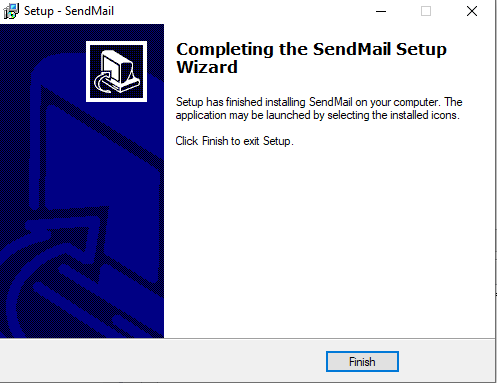 Setup - SendMail
Completing the SendMail Setup
Wizard
Setup has finished installing SendMail on your computer. The
application may be launched by selecting the installed icons.
Click Finish to exit Setup.
Finish